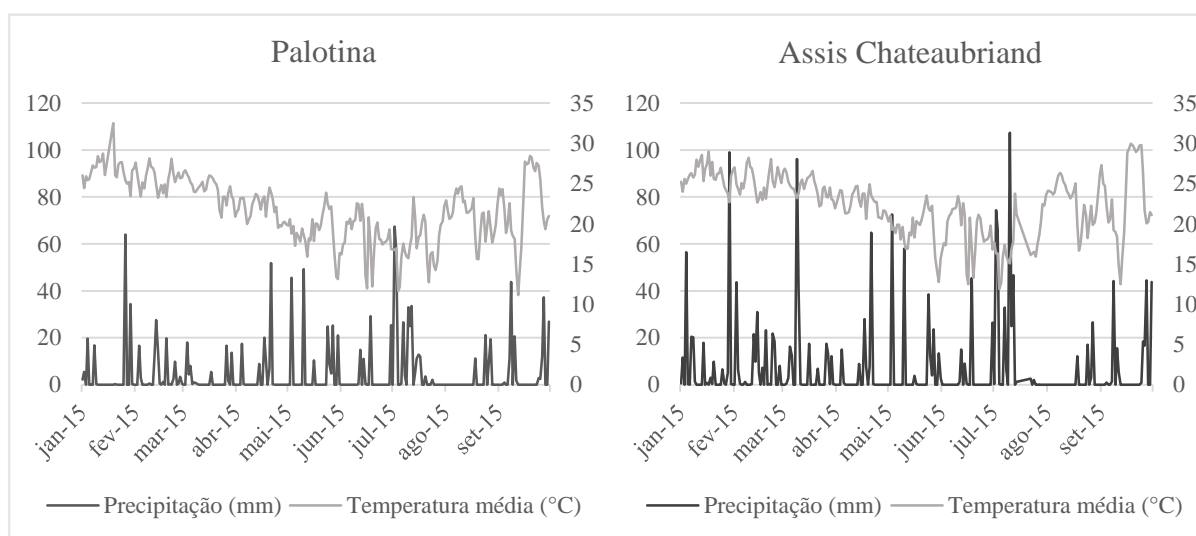 Palotina
120
100
80
60
40
20
0
35
30
25
20
15
10
5
0
jan-15
fev-15
mar-15
abr-15
mai-15
jun-15
jul-15
ago-15
set-15
Precipitação (mm)
Temperatura média (°C)
Assis Chateaubriand
120
100
80
60
40
20
0
35
30
25
20
15
10
5
0
jan-15
fev-15
mar-15
abr-15
mai-15
jun-15
jul-15
ago-15
set-15
Precipitação (mm)
Temperatura média (°C)